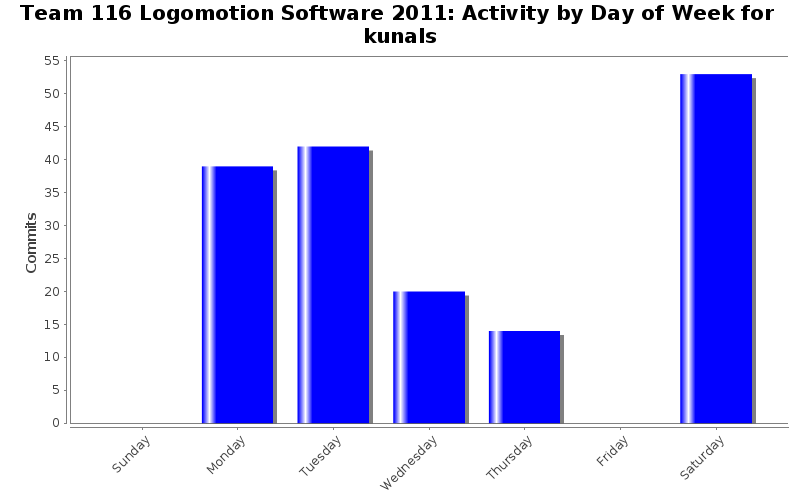 Team 116 Logomotion Software 2011: Activity by Day of Week for
kunals
55
50
45
40
35
30
25
20
15
10
5
0
Commits
Sunday
Monday
Tuesday
Wednesday
Thursday
Friday
Saturday